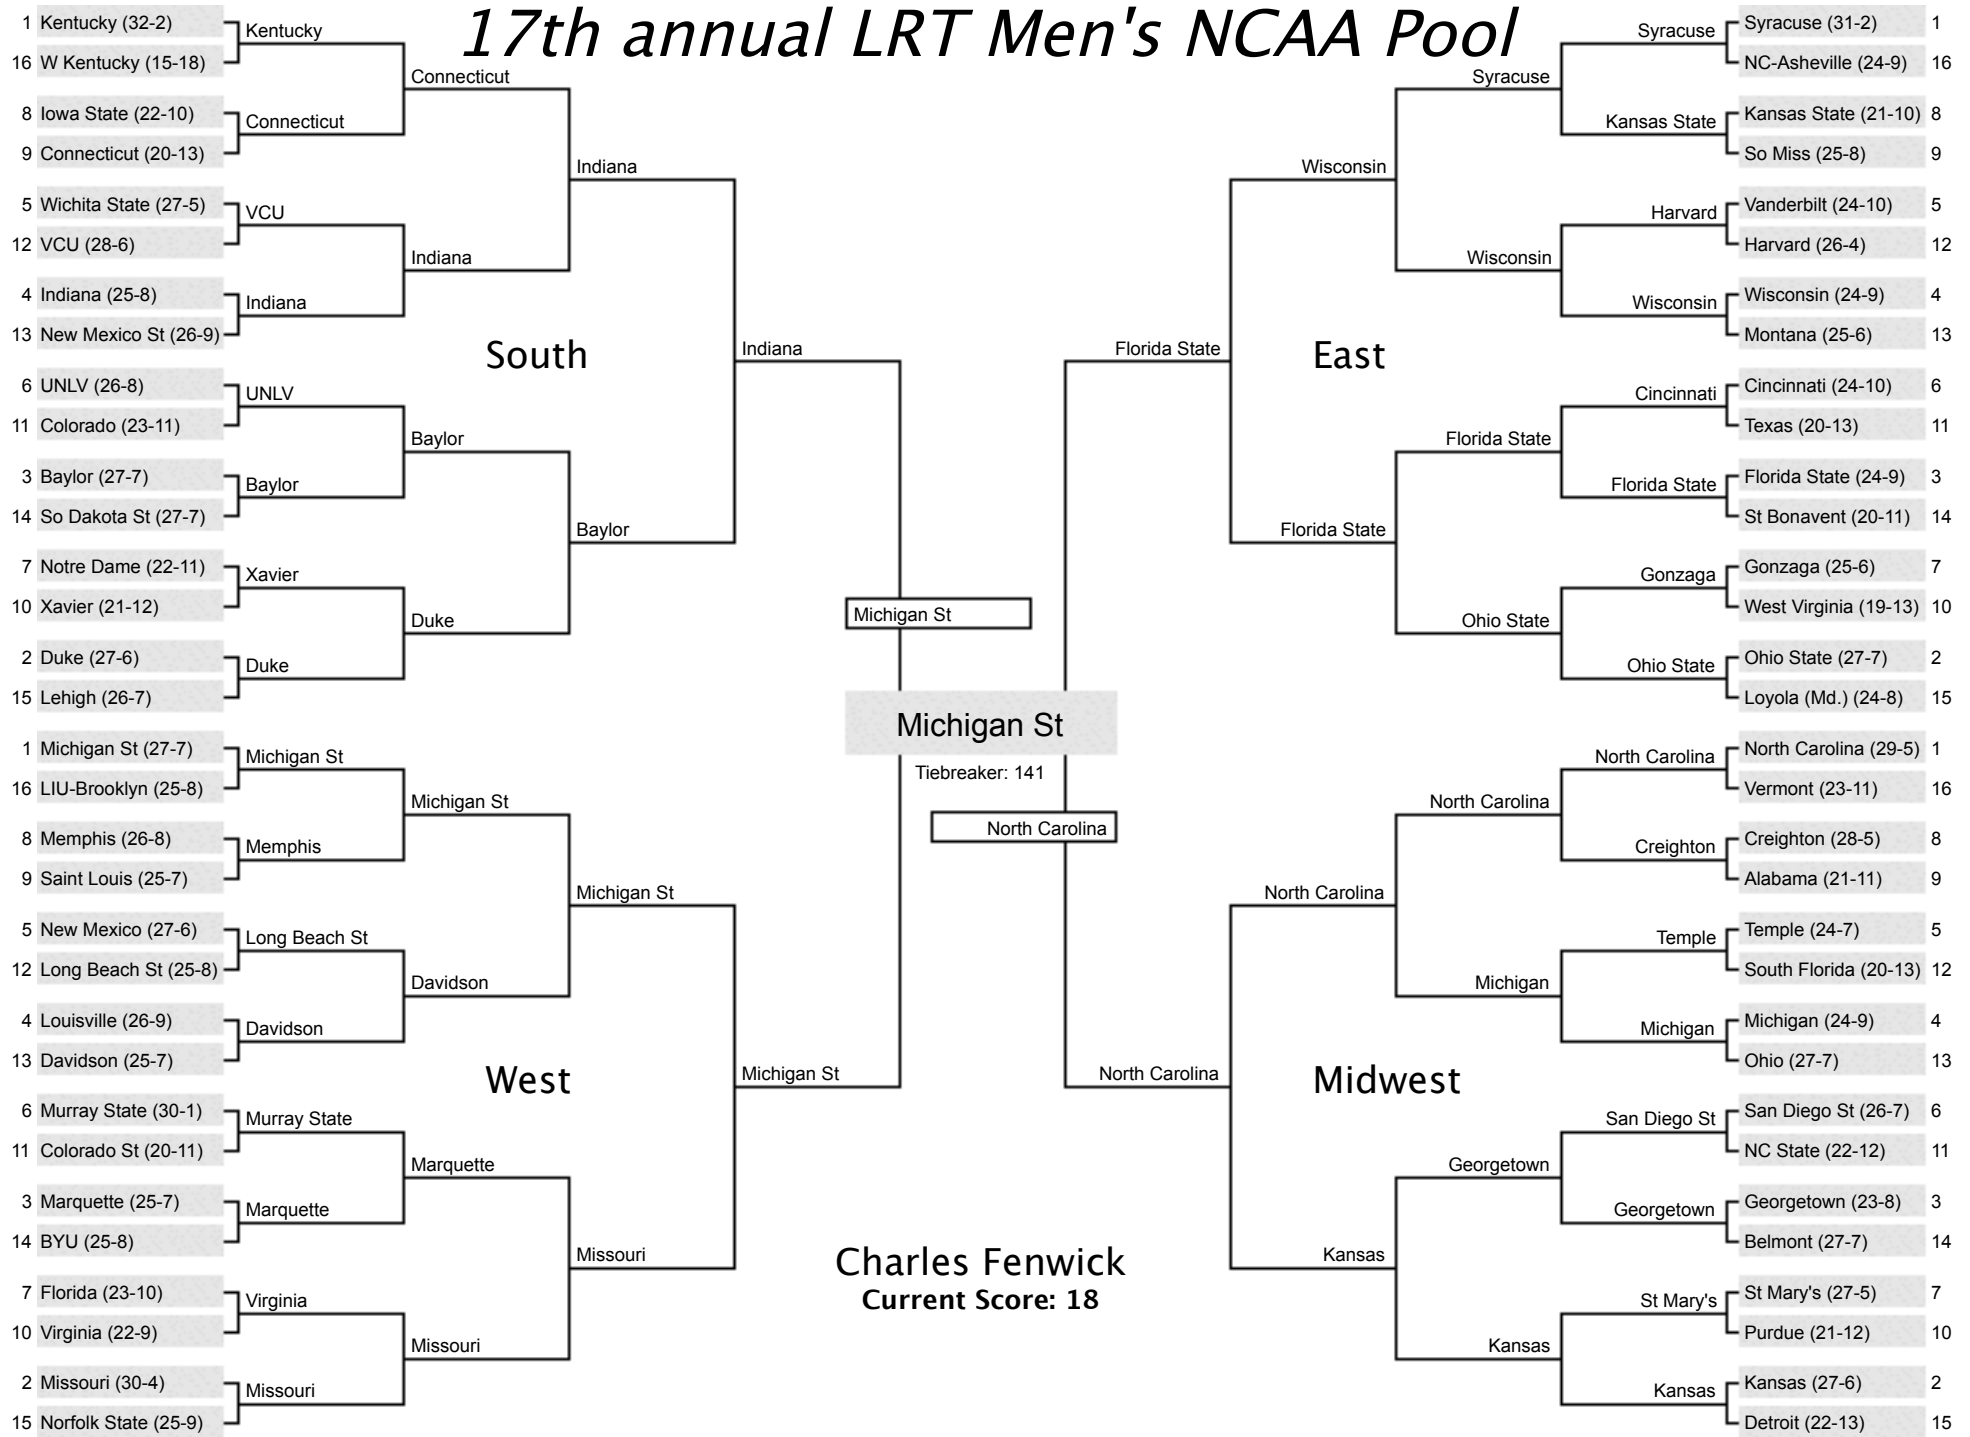 17th annual LRT Men's NCAA Pool
1 Kentucky (32-2)
16 W Kentucky (15-18)
8 Iowa State (22-10)
9 Connecticut (20-13)
5 Wichita State (27-5)
12 VCU (28-6)
4 Indiana (25-8)
13 New Mexico St (26-9)
6 UNLV (26-8)
11 Colorado (23-11)
3 Baylor (27-7)
14 So Dakota St (27-7)
7 Notre Dame (22-11)
10 Xavier (21-12)
2 Duke (27-6)
15 Lehigh (26-7)
Kentucky
Connecticut
VCU
Indiana
UNLV
Baylor
Xavier
Duke
Connecticut
Indiana
Baylor
Duke
Indiana
Baylor
Indiana
South
1 Michigan St (27-7)
16 LIU-Brooklyn (25-8)
8 Memphis (26-8)
9 Saint Louis (25-7)
5 New Mexico (27-6)
12 Long Beach St (25-8)
4 Louisville (26-9)
13 Davidson (25-7)
6 Murray State (30-1)
11 Colorado St (20-11)
3 Marquette (25-7)
14 BYU (25-8)
7 Florida (23-10)
10 Virginia (22-9)
2 Missouri (30-4)
15 Norfolk State (25-9)
Michigan St
Memphis
Long Beach St
Davidson
Murray State
Marquette
Virginia
Missouri
Michigan St
Davidson
Marquette
Missouri
Michigan St
Missouri
Michigan St
West
Michigan St
Michigan St
Tiebreaker: 141
North Carolina
Charles Fenwick
Current Score: 18
Syracuse (31-2) 1
NC-Asheville (24-9) 16
Kansas State (21-10) 8
So Miss (25-8) 9
Vanderbilt (24-10) 5
Harvard (26-4) 12
Wisconsin (24-9) 4
Montana (25-6) 13
Cincinnati (24-10) 6
Texas (20-13) 11
Florida State (24-9) 3
St Bonavent (20-11) 14
Gonzaga (25-6) 7
West Virginia (19-13) 10
Ohio State (27-7) 2
Loyola (Md.) (24-8) 15
Syracuse
Kansas State
Harvard
Wisconsin
Cincinnati
Florida State
Gonzaga
Ohio State
Syracuse
Wisconsin
Florida State
Ohio State
Wisconsin
Florida State
Florida State
East
North Carolina (29-5) 1
Vermont (23-11) 16
Creighton (28-5) 8
Alabama (21-11) 9
Temple (24-7) 5
South Florida (20-13) 12
Michigan (24-9) 4
Ohio (27-7) 13
San Diego St (26-7) 6
NC State (22-12) 11
Georgetown (23-8) 3
Belmont (27-7) 14
St Mary's (27-5) 7
Purdue (21-12) 10
Kansas (27-6) 2
Detroit (22-13) 15
North Carolina
Creighton
Temple
Michigan
San Diego St
Georgetown
St Mary's
Kansas
North Carolina
Michigan
Georgetown
Kansas
North Carolina
Kansas
North Carolina
Midwest